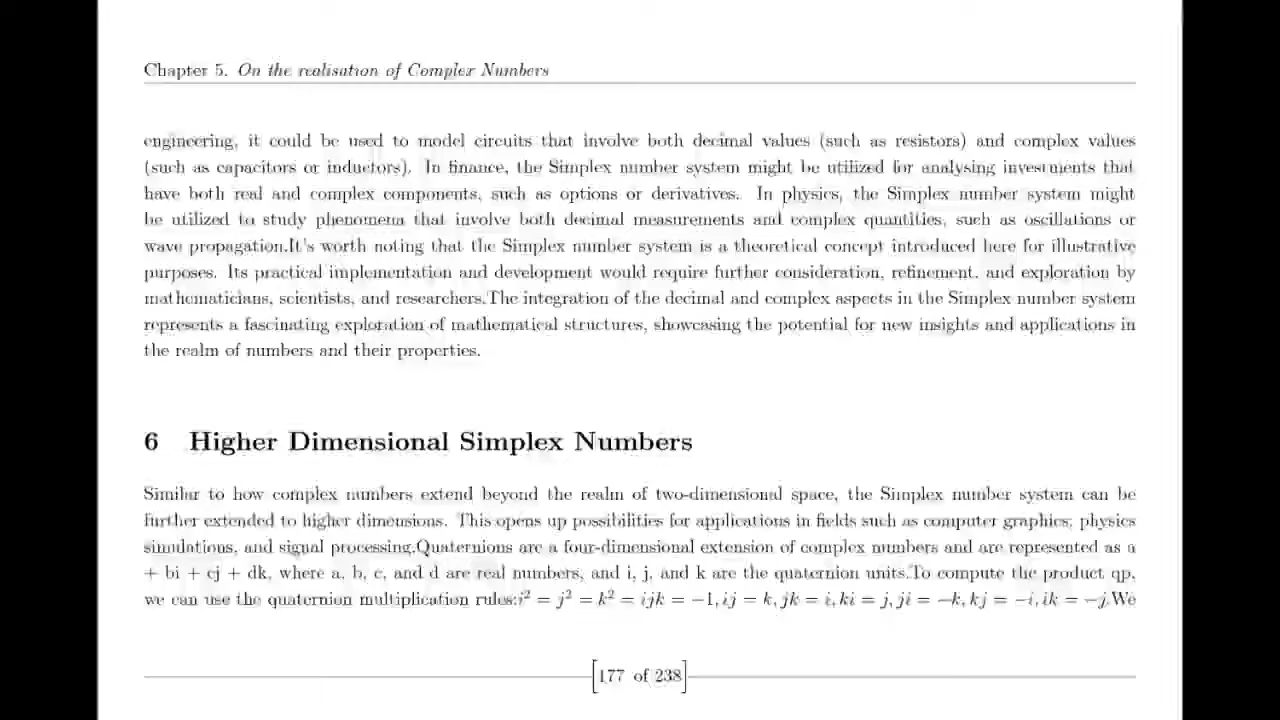 Chapter 5. On the realisation of Complex Numbers
engineering, it could be used to model circuits that involve both decimal values (such as resistors) and complex values
(such as capacitors or inductors). In finance, the Simplex number system might be utilized for analysing investments that
have both real and complex components, such as options or derivatives. In physics, the Simplex number system might
be utilized to study phenomena that involve both decimal measurements and complex quantities, such as oscillations or
wave propagation.It's worth noting that the Simplex number system is a theoretical concept introduced here for illustrative
purposes. Its practical implementation and development would require further consideration, refinement, and exploration by
mathematicians, scientists, and researchers.The integration of the decimal and complex aspects in the Simplex number system
represents a fascinating exploration of mathematical structures, showcasing the potential for new insights and applications in
the realm of numbers and their properties.
6 Higher Dimensional Simplex Numbers
Similar to how complex numbers extend beyond the realm of two-dimensional space, the Simplex number system can be
further extended to higher dimensions. This opens up possibilities for applications in fields such as computer graphics, physics
simulations, and signal processing.Quaternions are a four-dimensional extension of complex numbers and are represented as a
+ bi + cj + dk, where a, b, c, and d are real numbers, and i, j, and k are the quaternion units.To compute the product qp,
we can use the quaternion multiplication rules:i² = j² = k² = ijk = −1, ij = k, jk = i, ki = j, ji = −k, kj = −i, ik = −j.We
[177 of 238]